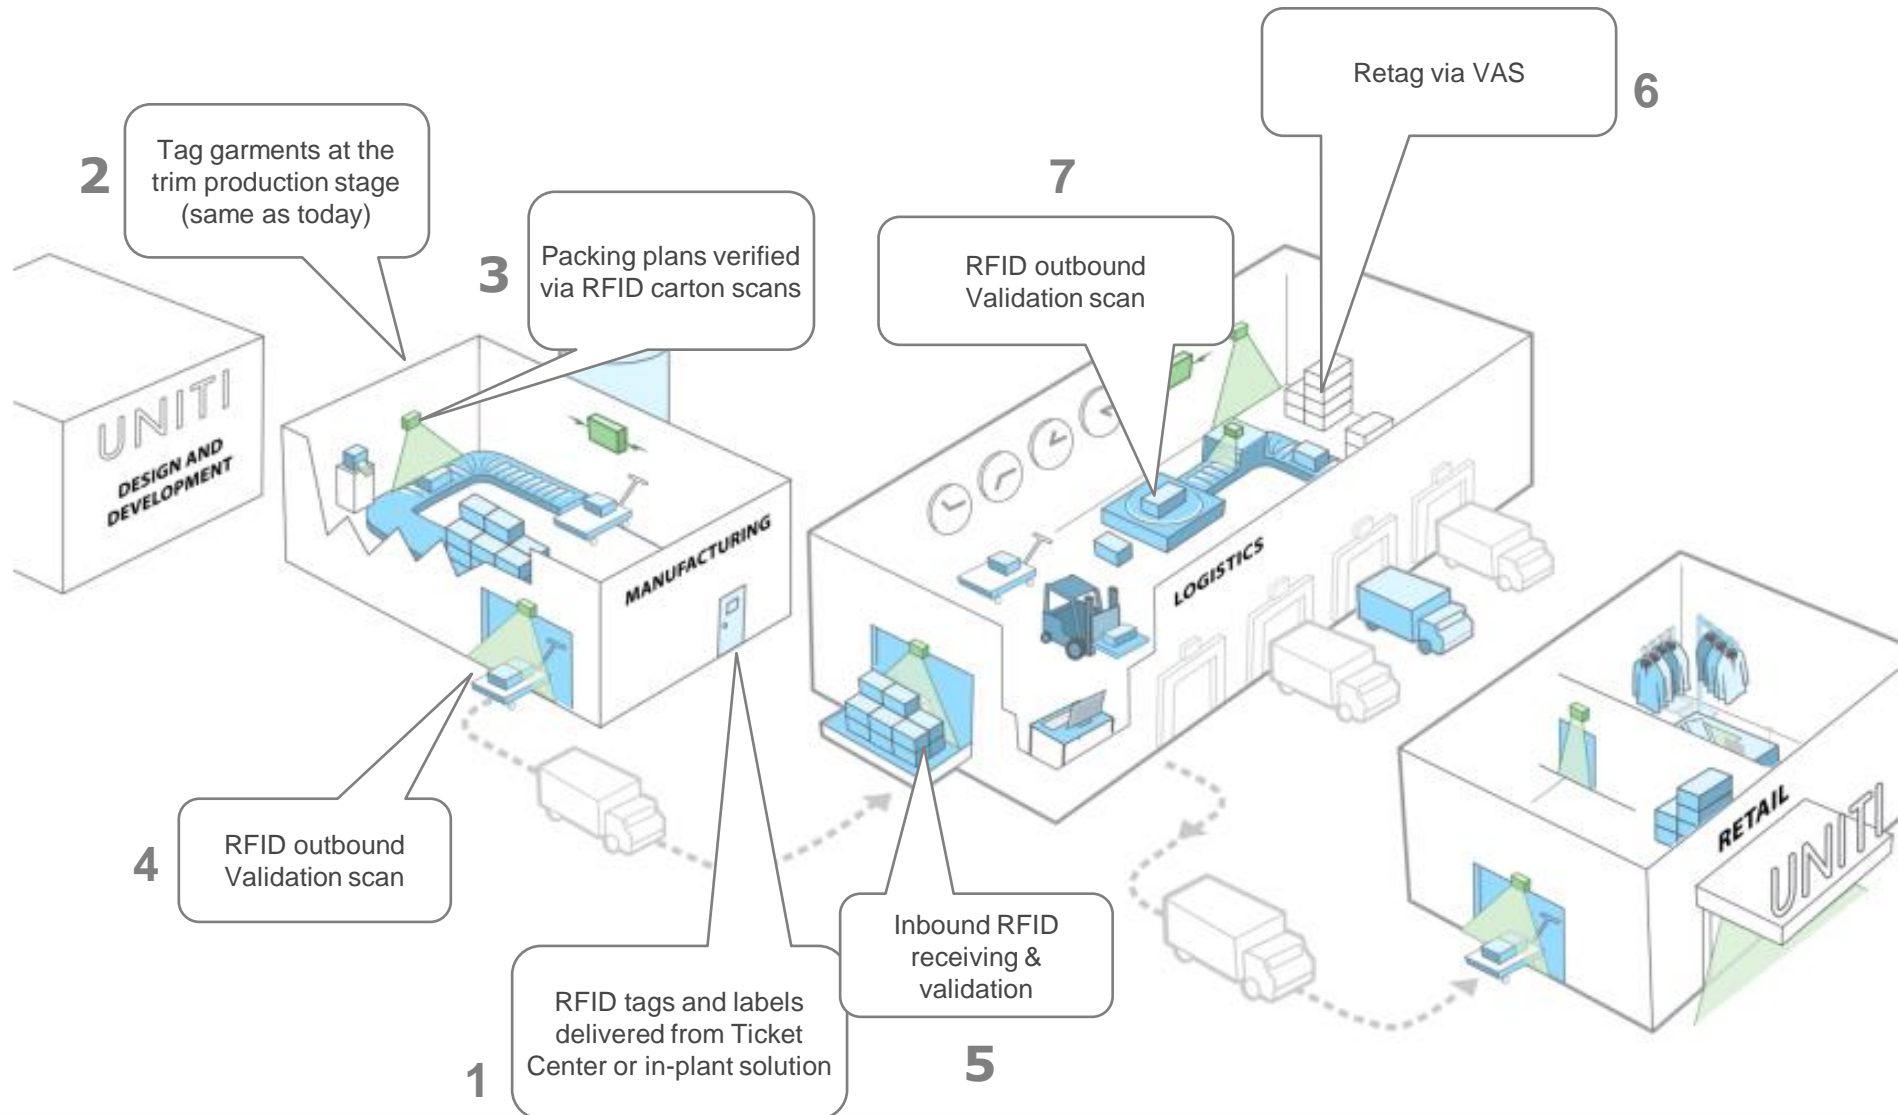 Retag via VAS
6
2
Tag garments at the
trim production stage
(same as today)
7
3
Packing plans verified
via RFID carton scans
RFID outbound
Validation scan
UNITI
DESIGN AND
DEVELOPMENT
MANUFACTURING
LOGISTICS
RETAIL
UNITI
4
RFID outbound
Validation scan
Inbound RFID
receiving &
validation
5
1
RFID tags and labels
delivered from Ticket
Center or in-plant solution